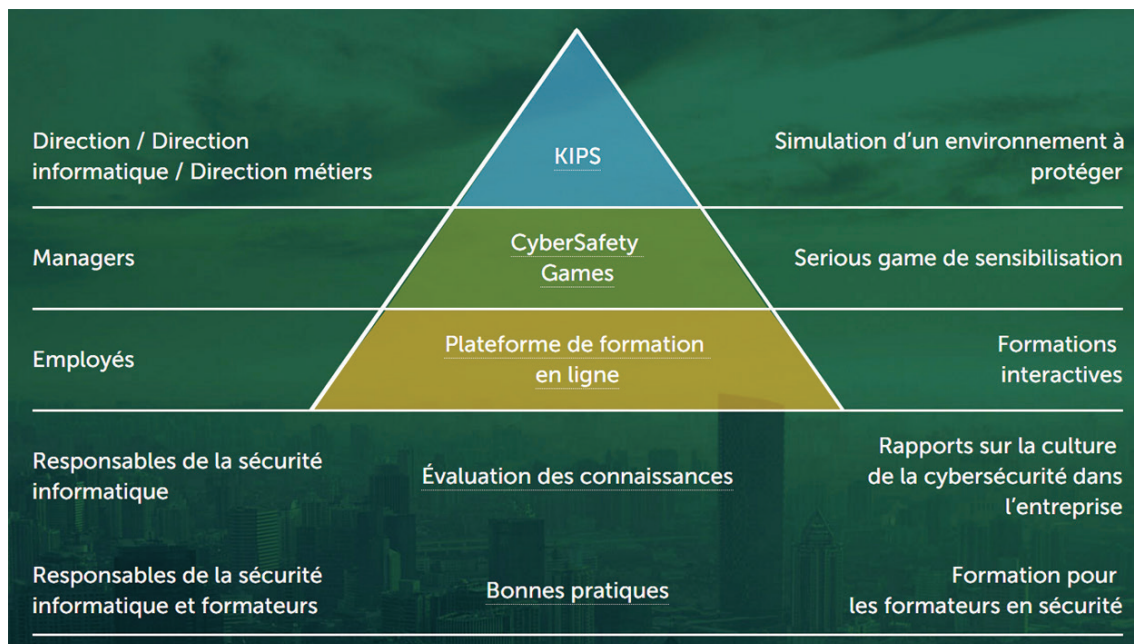 Direction / Direction
informatique / Direction métiers
KIPS
Simulation d'un environnement à
protéger
Managers
CyberSafety
Games
Serious game de sensibilisation
Employés
Plateforme de formation
en ligne
Formations
interactives
Responsables de la sécurité
informatique
Évaluation des connaissances
Rapports sur la culture
de la cybersécurité dans
l'entreprise
Responsables de la sécurité
informatique et formateurs
Bonnes pratiques
Formation pour
les formateurs en sécurité